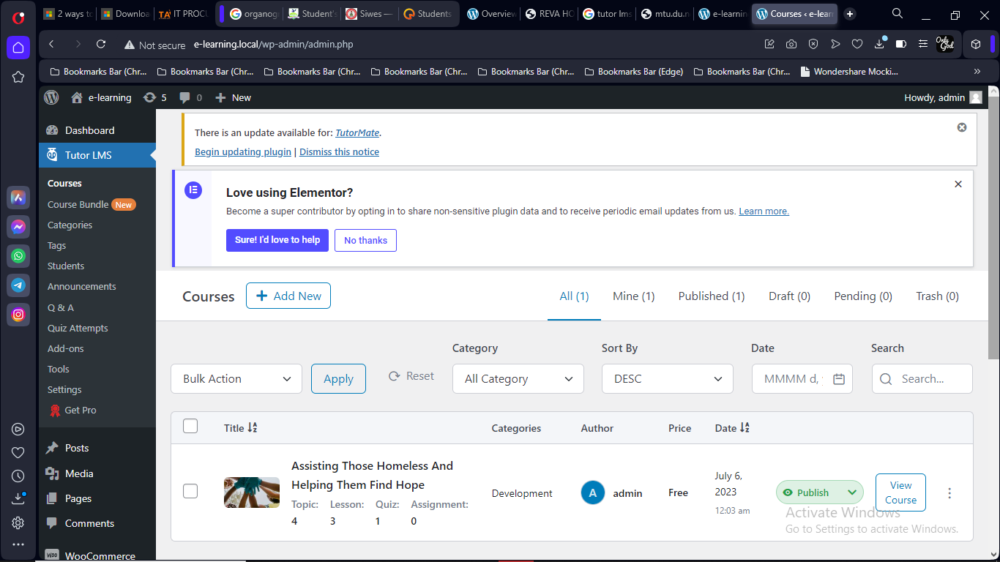 2 ways to
Downloa
TA IT PROCU
organogr
Student's
Siwes —
Students
Overview
REVA HO
tutor lms
mtu.du.n
e-learning
Courses ‹ e-lear
Not secure e-learning.local/wp-admin/admin.php
Only God
Bookmarks Bar (Chr... Bookmarks Bar (Chr... Bookmarks Bar (Chr... Bookmarks Bar (Chr... Bookmarks Bar (Chr... Bookmarks Bar (Edge) Bookmarks Bar (Chr... Wondershare Mocki... »
e-learning 5 0 + New Howdy, admin
Dashboard
Tutor LMS
Courses
Course Bundle New
Categories
Tags
Students
Announcements
Q & A
Quiz Attempts
Add-ons
Tools
Settings
Get Pro
Posts
Media
Pages
Comments
WOO WooCommerce
There is an update available for: TutorMate.
Begin updating plugin | Dismiss this notice
Love using Elementor?
Become a super contributor by opting in to share non-sensitive plugin data and to receive periodic email updates from us. Learn more.
Sure! I'd love to help No thanks
Courses + Add New All (1) Mine (1) Published (1) Draft (0) Pending (0) Trash (0)
Category Sort By Date Search
Bulk Action Apply Reset All Category DESC MMMM d, Search...
Title Categories Author Price Date
Assisting Those Homeless And
Helping Them Find Hope
Topic: Lesson: Quiz: Assignment:
4 3 1 0
Development
A admin
Free
July 6,
2023
12:03 am
Publish
View
Course
Activate Windows
Go to Settings to activate Windows.